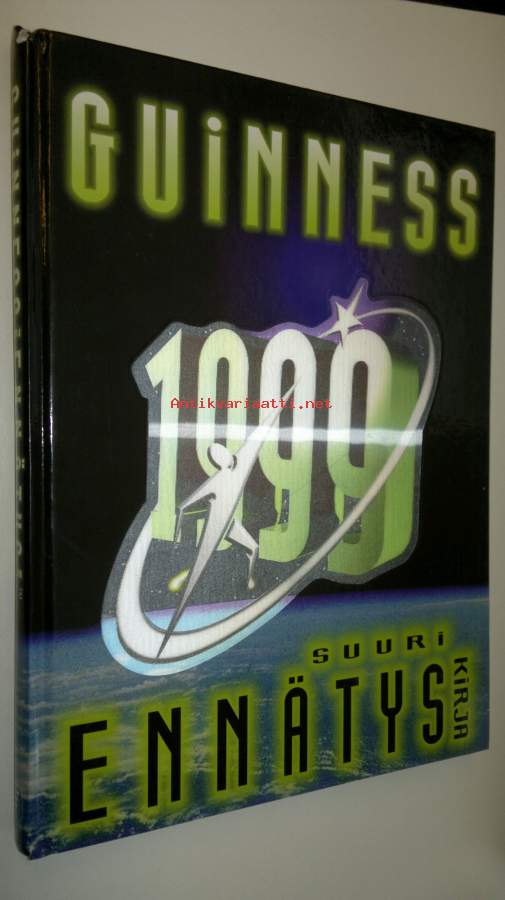 GUiNNESS
1999
Antikvariaatti.net
SUURi
ENNÄTYS
KiRJA